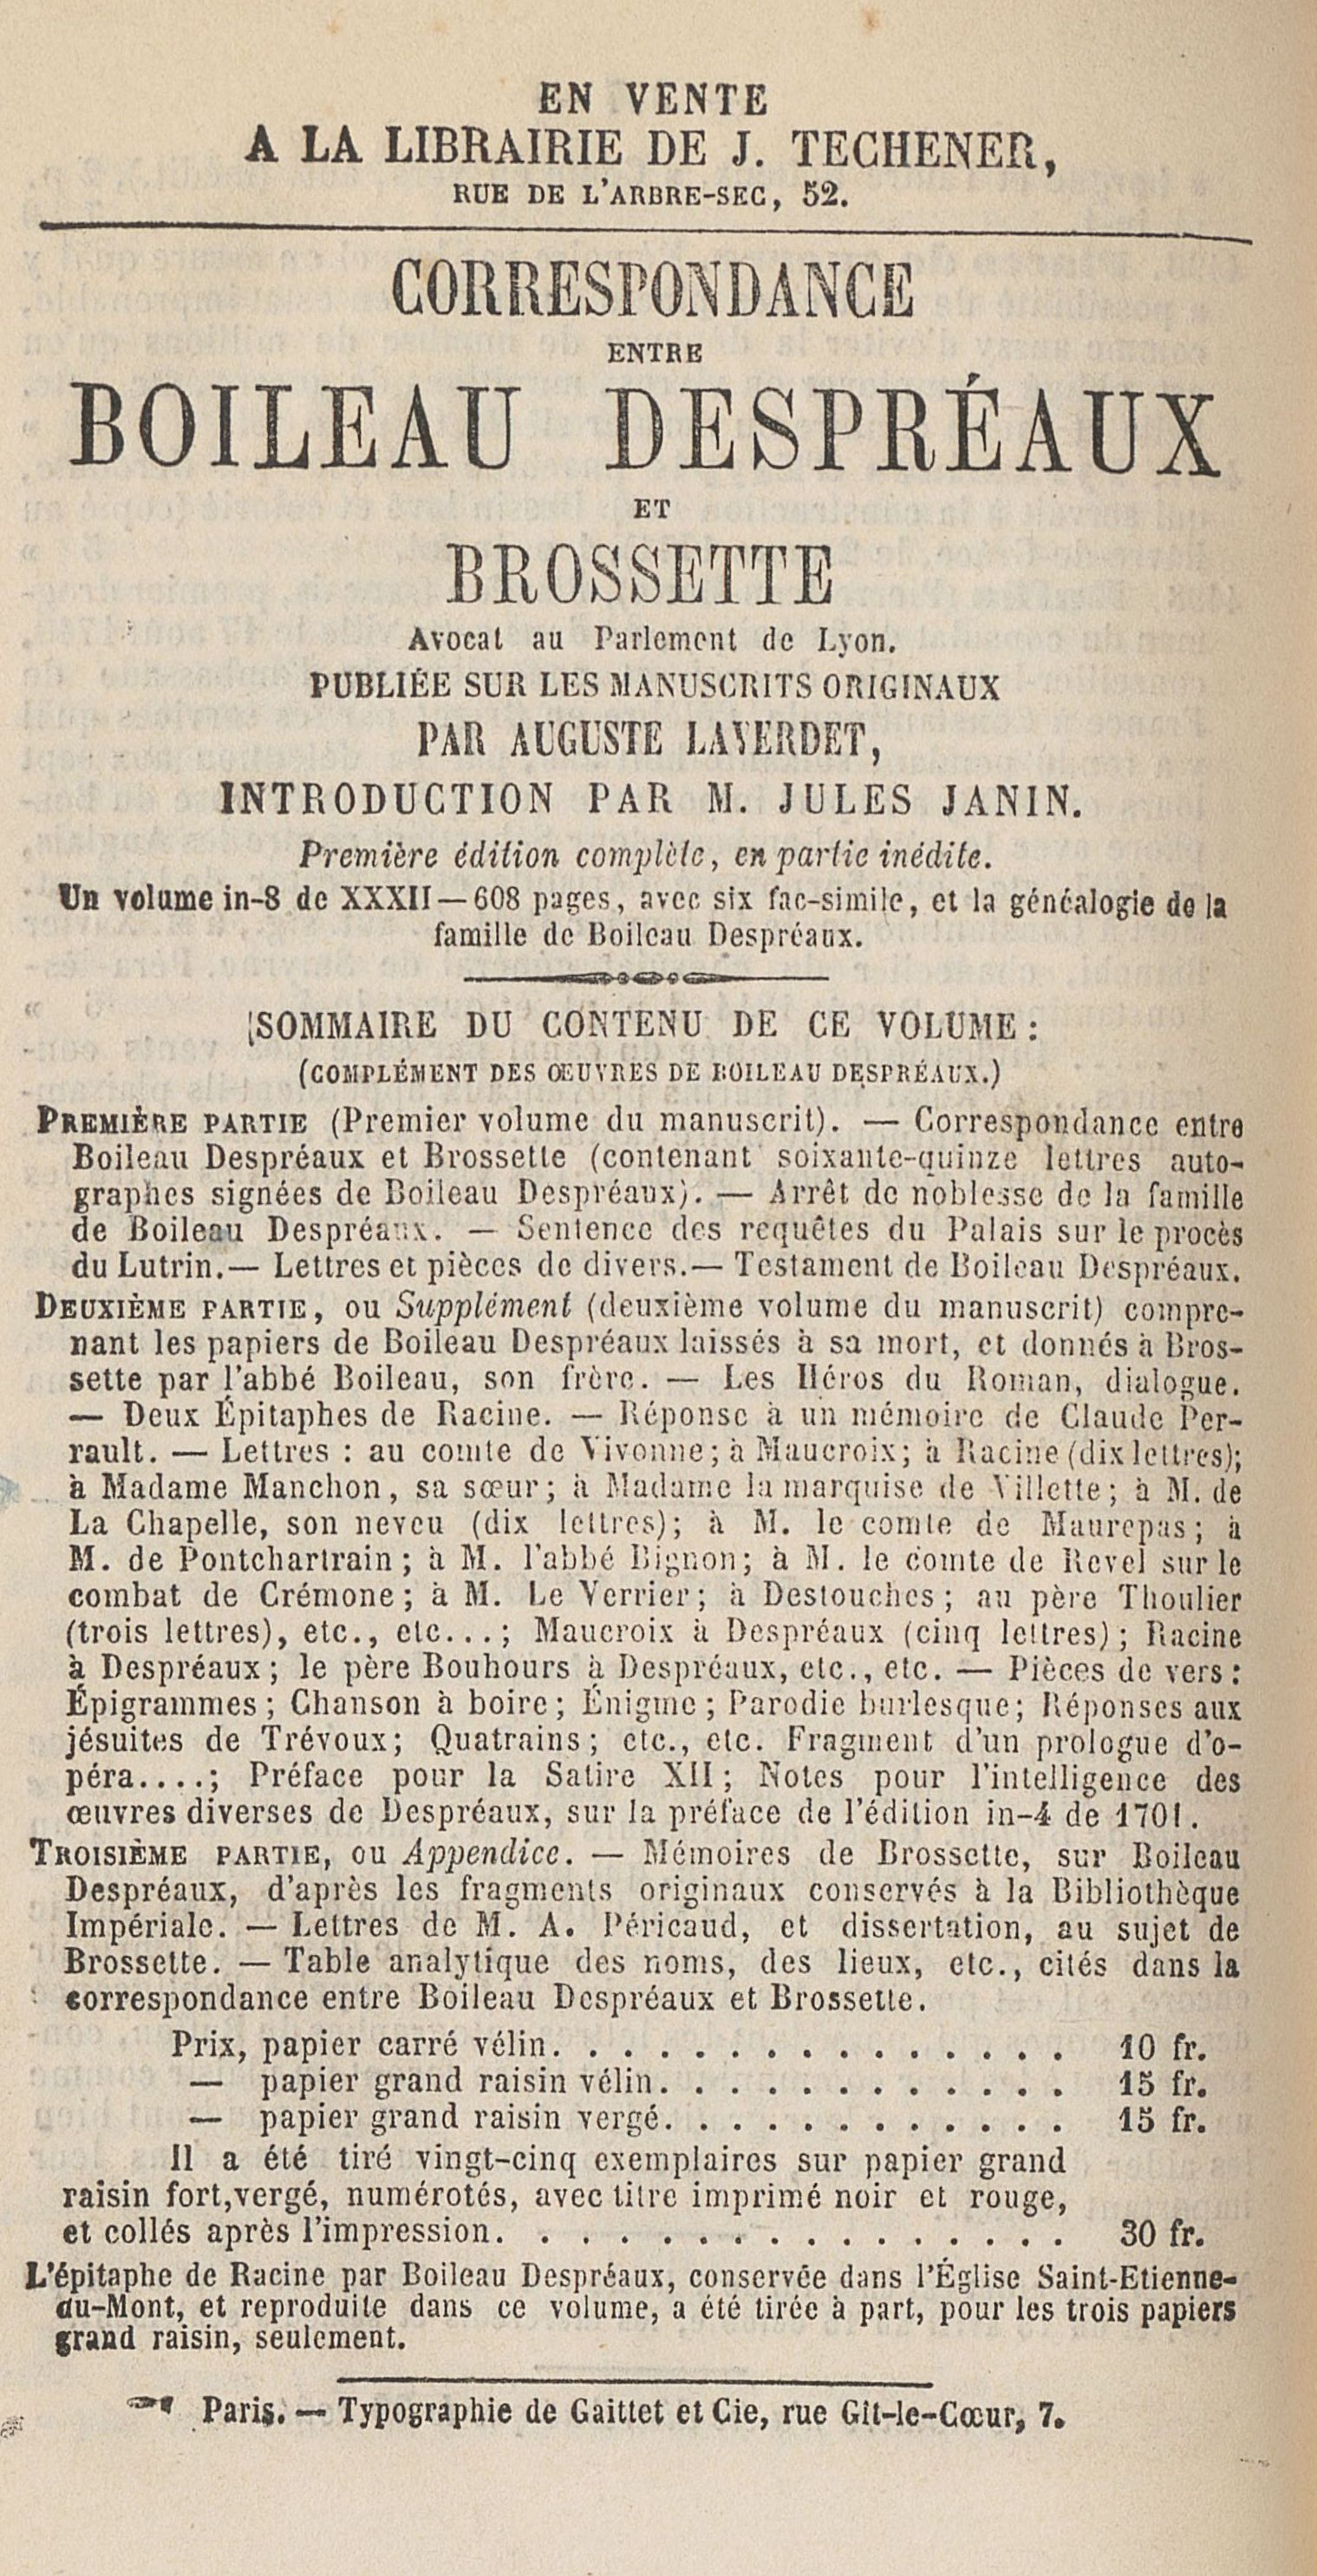 EN VENTE
A LA LIBRAIRIE DE J. TECHENER,
RUE DE L'ARBRE-SEC, 52.
CORRESPONDANCE
ENTRE
BOILEAU DESPRÉAUX
ET
BROSSETTE
Avocat au Parlement de Lyon.
PUBLIÉE SUR LES MANUSCRITS ORIGINAUX
PAR AUGUSTE LAVERDET,
INTRODUCTION PAR M. JULES JANIN.
Première édition complète, en partie inédite.
Un volume in-8 de XXXII—608 pages, avec six fac-simile, et la généalogie de la
famille de Boileau Despréaux.
SOMMAIRE DU CONTENU DE CE VOLUME :
(COMPLÉMENT DES ŒUVRES DE BOILEAU DESPRÉAUX.)
PREMIÈRE PARTIE (Premier volume du manuscrit). — Correspondance entre
Boileau Despréaux et Brossette (contenant soixante-quinze lettres auto-
graphes signées de Boileau Despréaux). — Arrêt de noblesse de la famille
de Boileau Despréaux. — Sentence des requêtes du Palais sur le procès
du Lutrin.— Lettres et pièces de divers.— Testament de Boileau Despréaux.
DEUXIÈME PARTIE, ou Supplément (deuxième volume du manuscrit) compre-
nant les papiers de Boileau Despréaux laissés à sa mort, et donnés à Bros-
sette par l'abbé Boileau, son frère. — Les Héros du Roman, dialogue.
— Deux Épitaphes de Racine. — Réponse à un mémoire de Claude Per-
rault. — Lettres : au comte de Vivonne; à Maucroix; à Racine (dix lettres);
à Madame Manchon, sa sœur; à Madame la marquise de Villette; à M. de
La Chapelle, son neveu (dix lettres); à M. le comte de Maurepas; à
M. de Pontchartrain; à M. l'abbé Bignon; à M. le comte de Revel sur le
combat de Crémone; à M. Le Verrier; à Destouches; au père Thoulier
(trois lettres), etc., etc...; Maucroix à Despréaux (cinq lettres); Racine
à Despréaux; le père Bouhours à Despréaux, etc., etc. — Pièces de vers :
Épigrammes; Chanson à boire; Énigme; Parodie burlesque; Réponses aux
jésuites de Trévoux; Quatrains; etc., etc. Fragment d'un prologue d'o-
péra....; Préface pour la Satire XII; Notes pour l'intelligence des
œuvres diverses de Despréaux, sur la préface de l'édition in-4 de 1701.
TROISIÈME PARTIE, ou Appendice. — Mémoires de Brossette, sur Boileau
Despréaux, d'après les fragments originaux conservés à la Bibliothèque
Impériale. — Lettres de M. A. Péricaud, et dissertation, au sujet de
Brossette. — Table analytique des noms, des lieux, etc., cités dans la
correspondance entre Boileau Despréaux et Brossette.
Prix, papier carré vélin. . . . . . . . . . . . . . . 10 fr.
— papier grand raisin vélin. . . . . . . . . . . . 15 fr.
— papier grand raisin vergé. . . . . . . . . . . . 15 fr.
Il a été tiré vingt-cinq exemplaires sur papier grand
raisin fort, vergé, numérotés, avec titre imprimé noir et rouge,
et collés après l'impression. . . . . . . . . . . . . . . 30 fr.
L'épitaphe de Racine par Boileau Despréaux, conservée dans l'Église Saint-Etienne-
du-Mont, et reproduite dans ce volume, a été tirée à part, pour les trois papiers
grand raisin, seulement.
Paris. — Typographie de Gaittet et Cie, rue Gît-le-Cœur, 7.